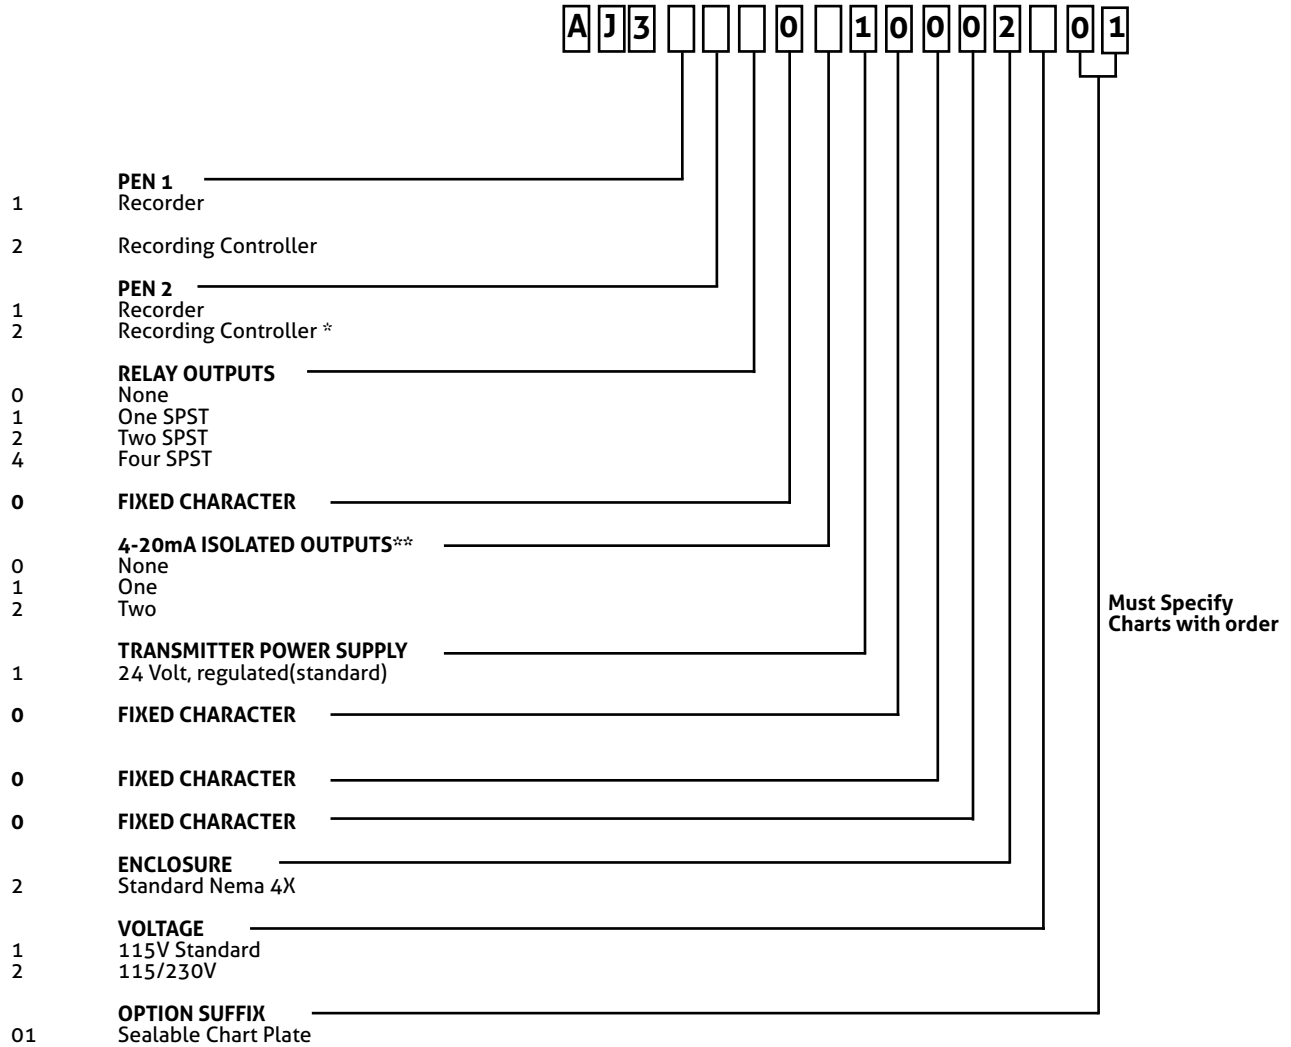 A J 3 0 1 0 0 0 2 0 1
PEN 1
1 Recorder
2 Recording Controller
PEN 2
1 Recorder
2 Recording Controller *
RELAY OUTPUTS
0 None
1 One SPST
2 Two SPST
4 Four SPST
0 FIXED CHARACTER
4-20mA ISOLATED OUTPUTS**
0 None
1 One
2 Two
Must Specify
Charts with order
TRANSMITTER POWER SUPPLY
1 24 Volt, regulated(standard)
0 FIXED CHARACTER
0 FIXED CHARACTER
0 FIXED CHARACTER
ENCLOSURE
2 Standard Nema 4X
VOLTAGE
1 115V Standard
2 115/230V
OPTION SUFFIX
01 Sealable Chart Plate